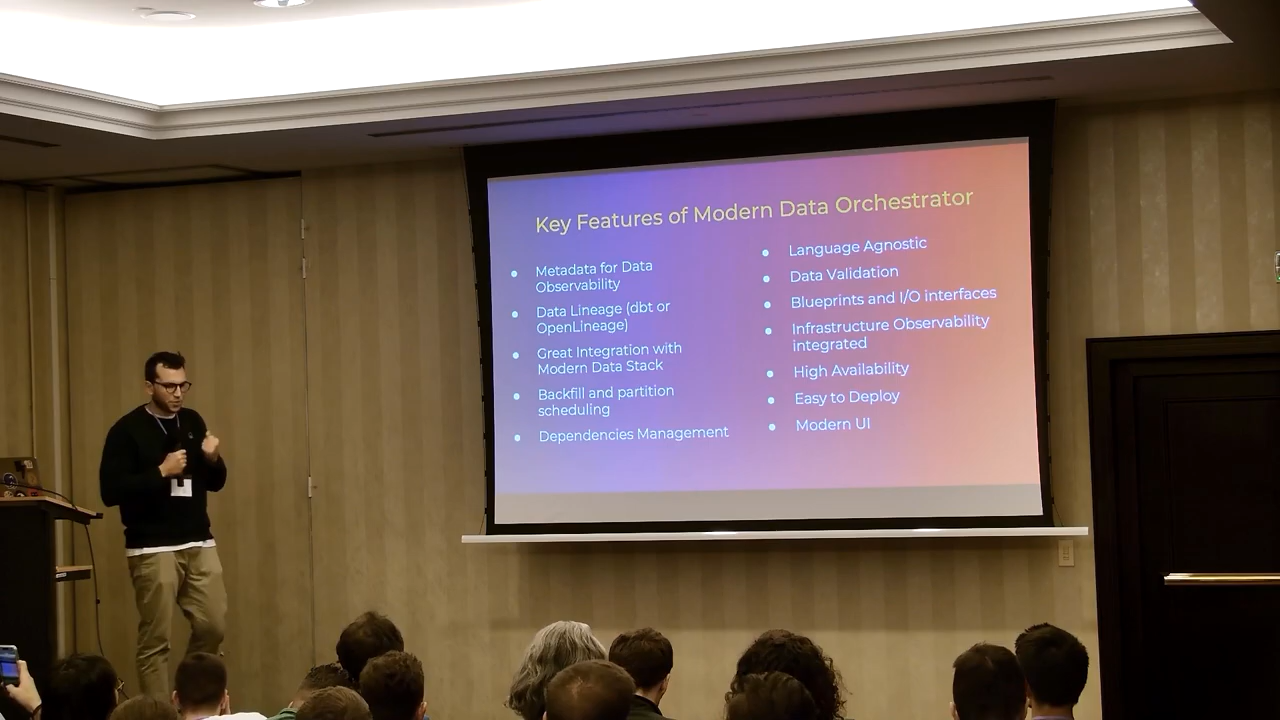 Key Features of Modern Data Orchestrator
Metadata for Data
Observability
Data Lineage (dbt or
OpenLineage)
Great Integration with
Modern Data Stack
Backfill and partition
scheduling
Dependencies Management
Language Agnostic
Data Validation
Blueprints and I/O interfaces
Infrastructure Observability
integrated
High Availability
Easy to Deploy
Modern UI